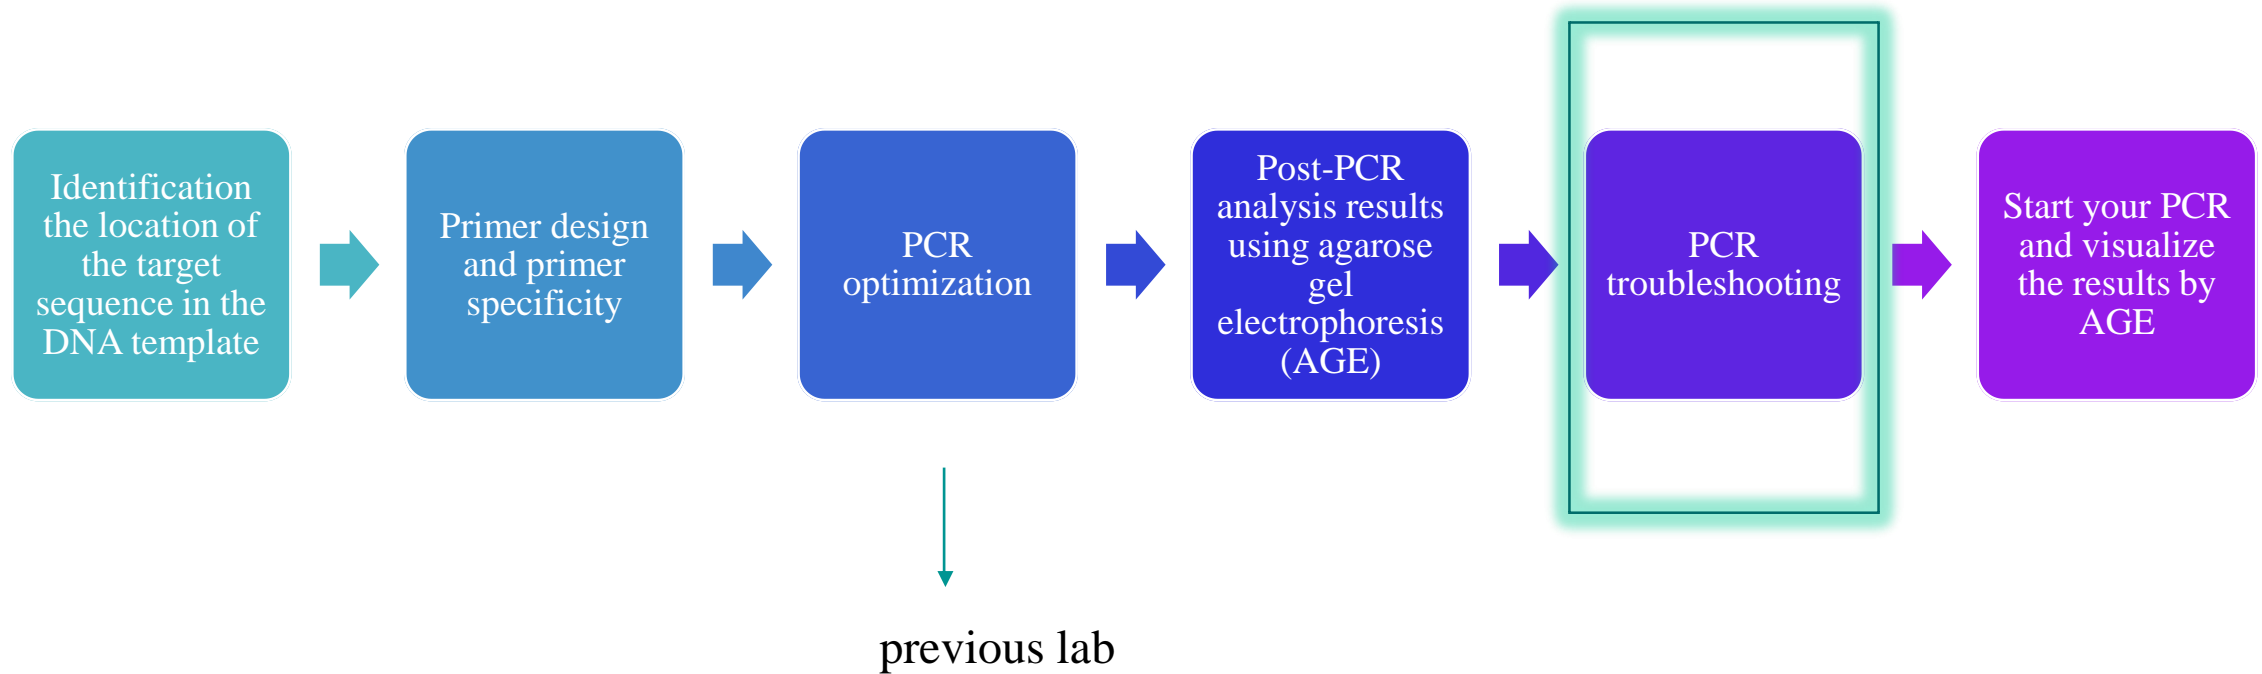 Identification
the location of
the target
sequence in the
DNA template
Primer design
and primer
specificity
PCR
optimization
Post-PCR
analysis results
using agarose
gel
electrophoresis
(AGE)
PCR
troubleshooting
Start your PCR
and visualize
the results by
AGE
previous lab